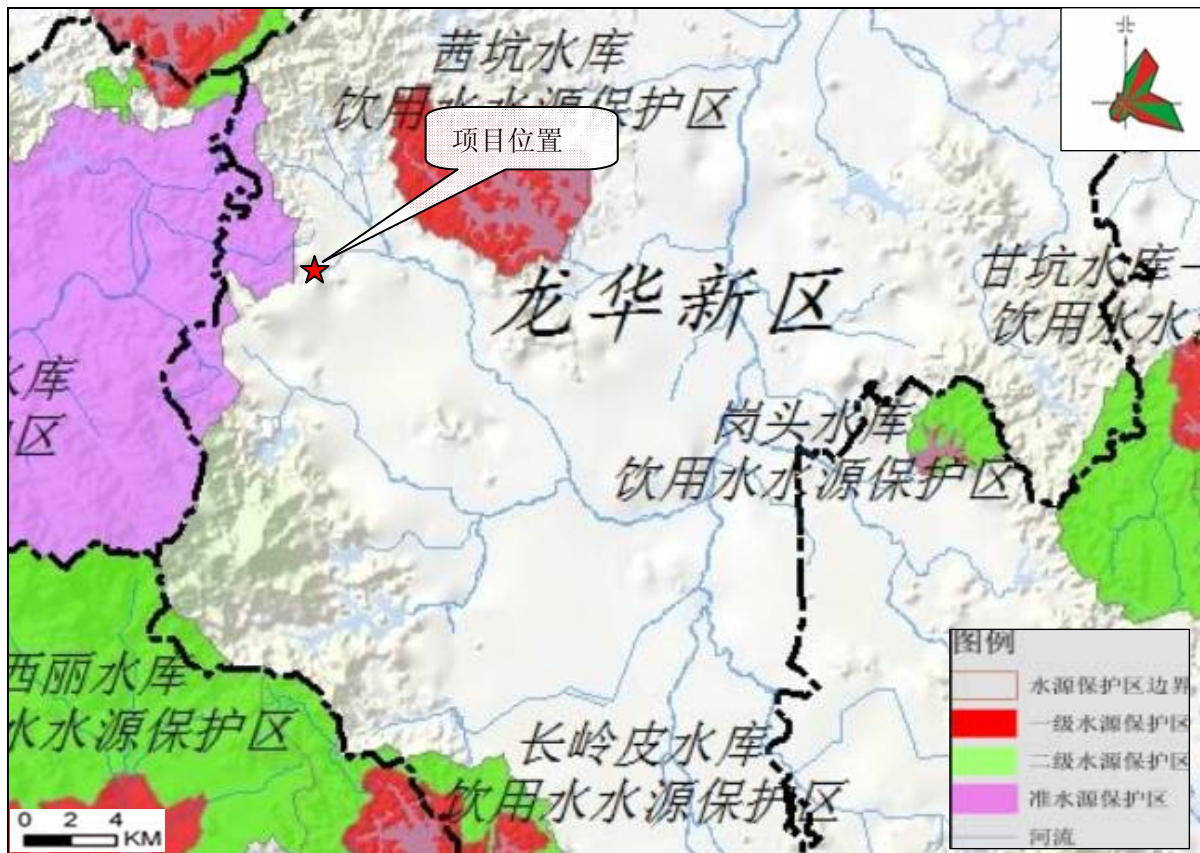 北
茜坑水库
饮用水水源保护区
项目位置
龙华新区
甘坑水库一
饮用水水
水库
区
岗头水库
饮用水水源保护区
西丽水库
水水源保护区
长岭皮水库
饮用水水源保护区
图例
水源保护区边界
一级水源保护区
二级水源保护区
准水源保护区
河流
0 2 4
KM